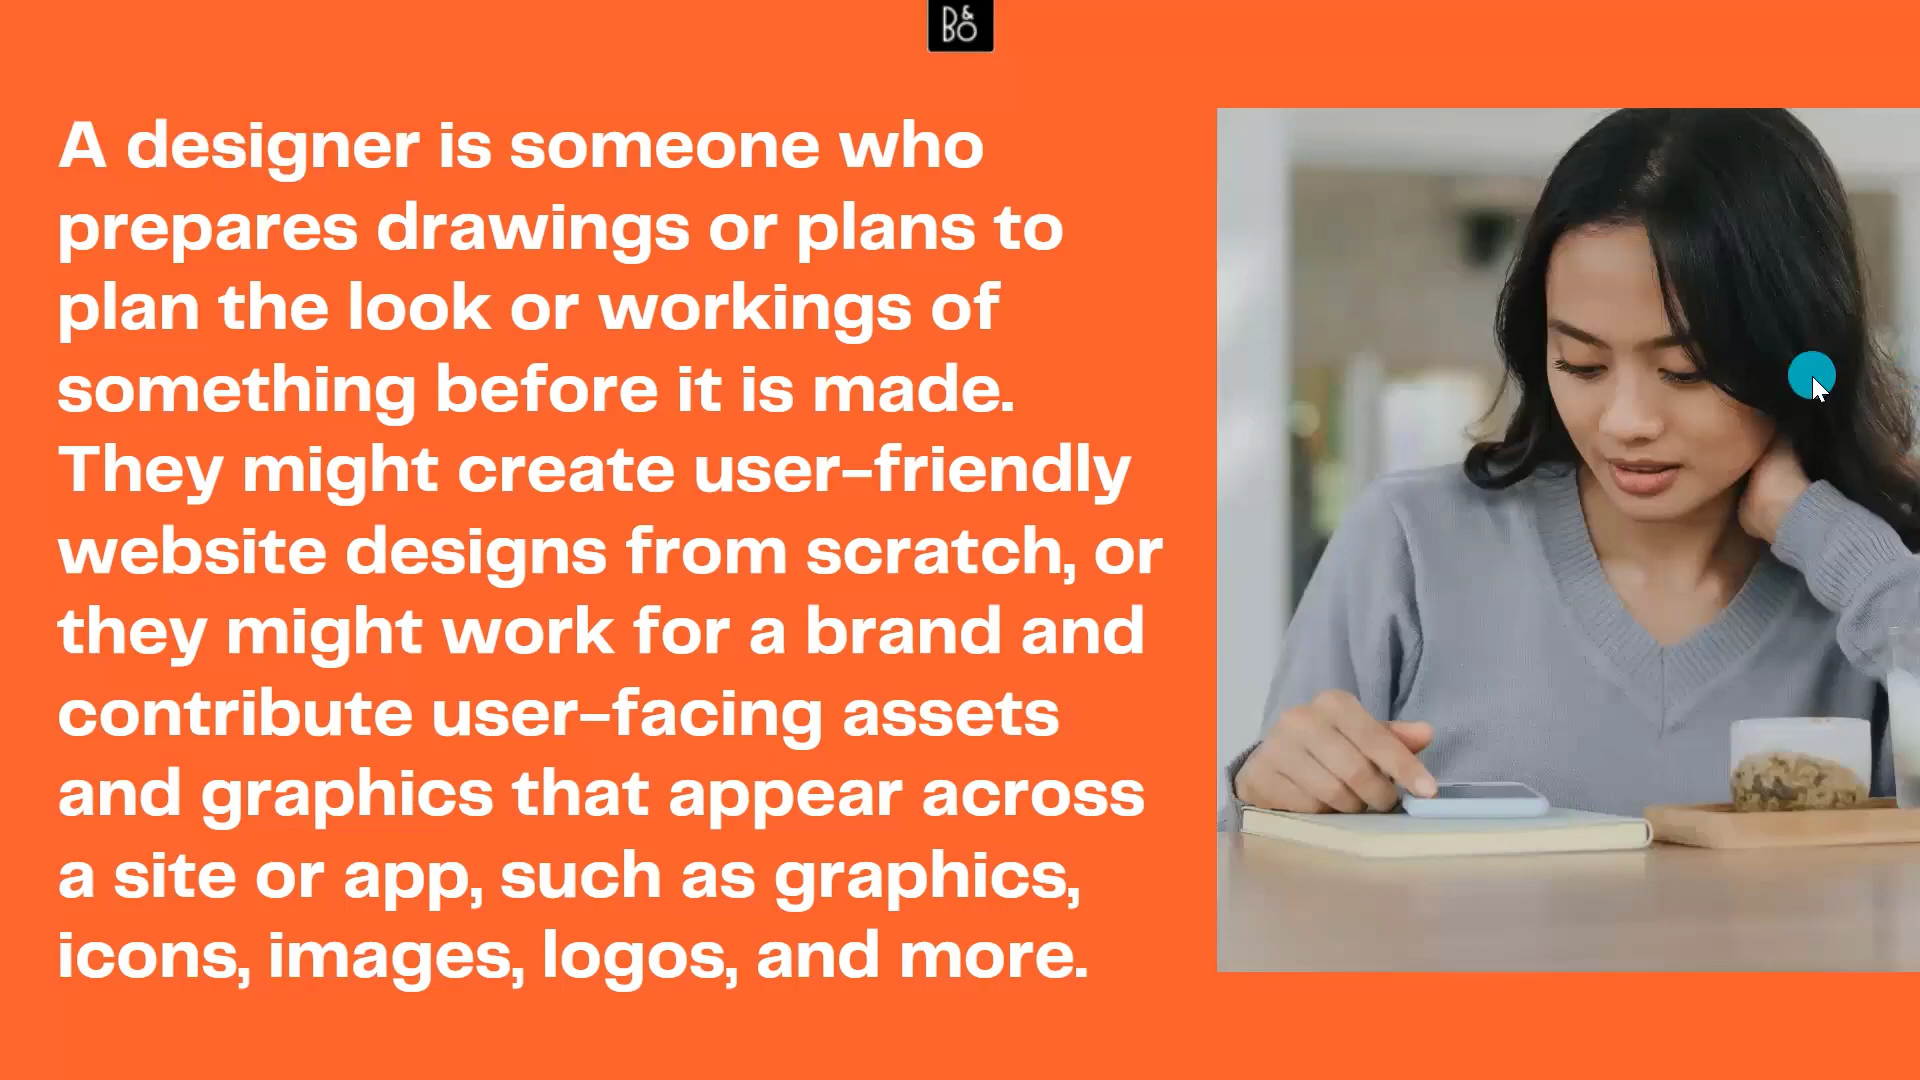 B&O
A designer is someone who
prepares drawings or plans to
plan the look or workings of
something before it is made.
They might create user-friendly
website designs from scratch, or
they might work for a brand and
contribute user-facing assets
and graphics that appear across
a site or app, such as graphics,
icons, images, logos, and more.